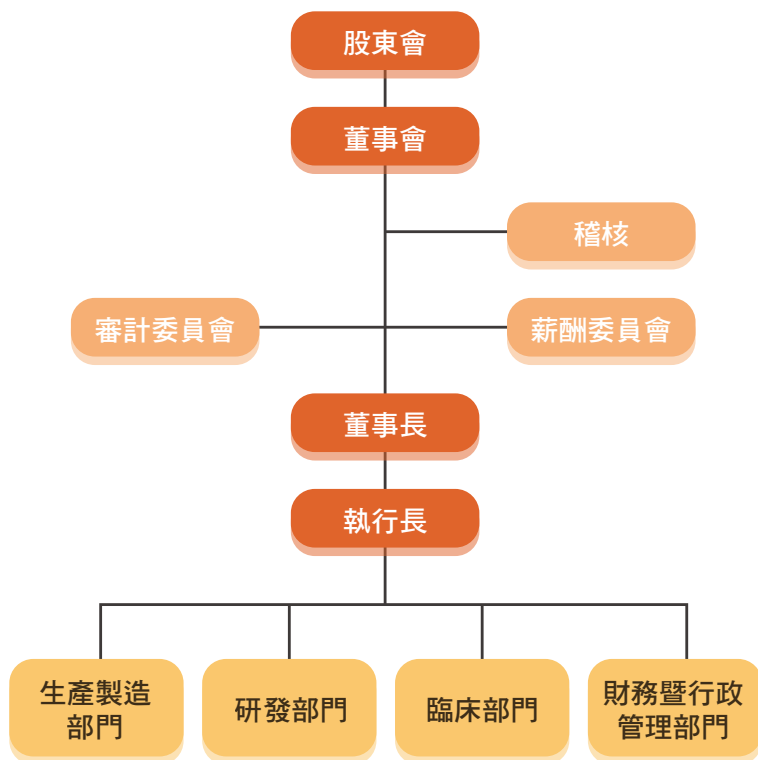 股東會
董事會
稽核
審計委員會
薪酬委員會
董事長
執行長
生產製造
部門
研發部門
臨床部門
財務暨行政
管理部門